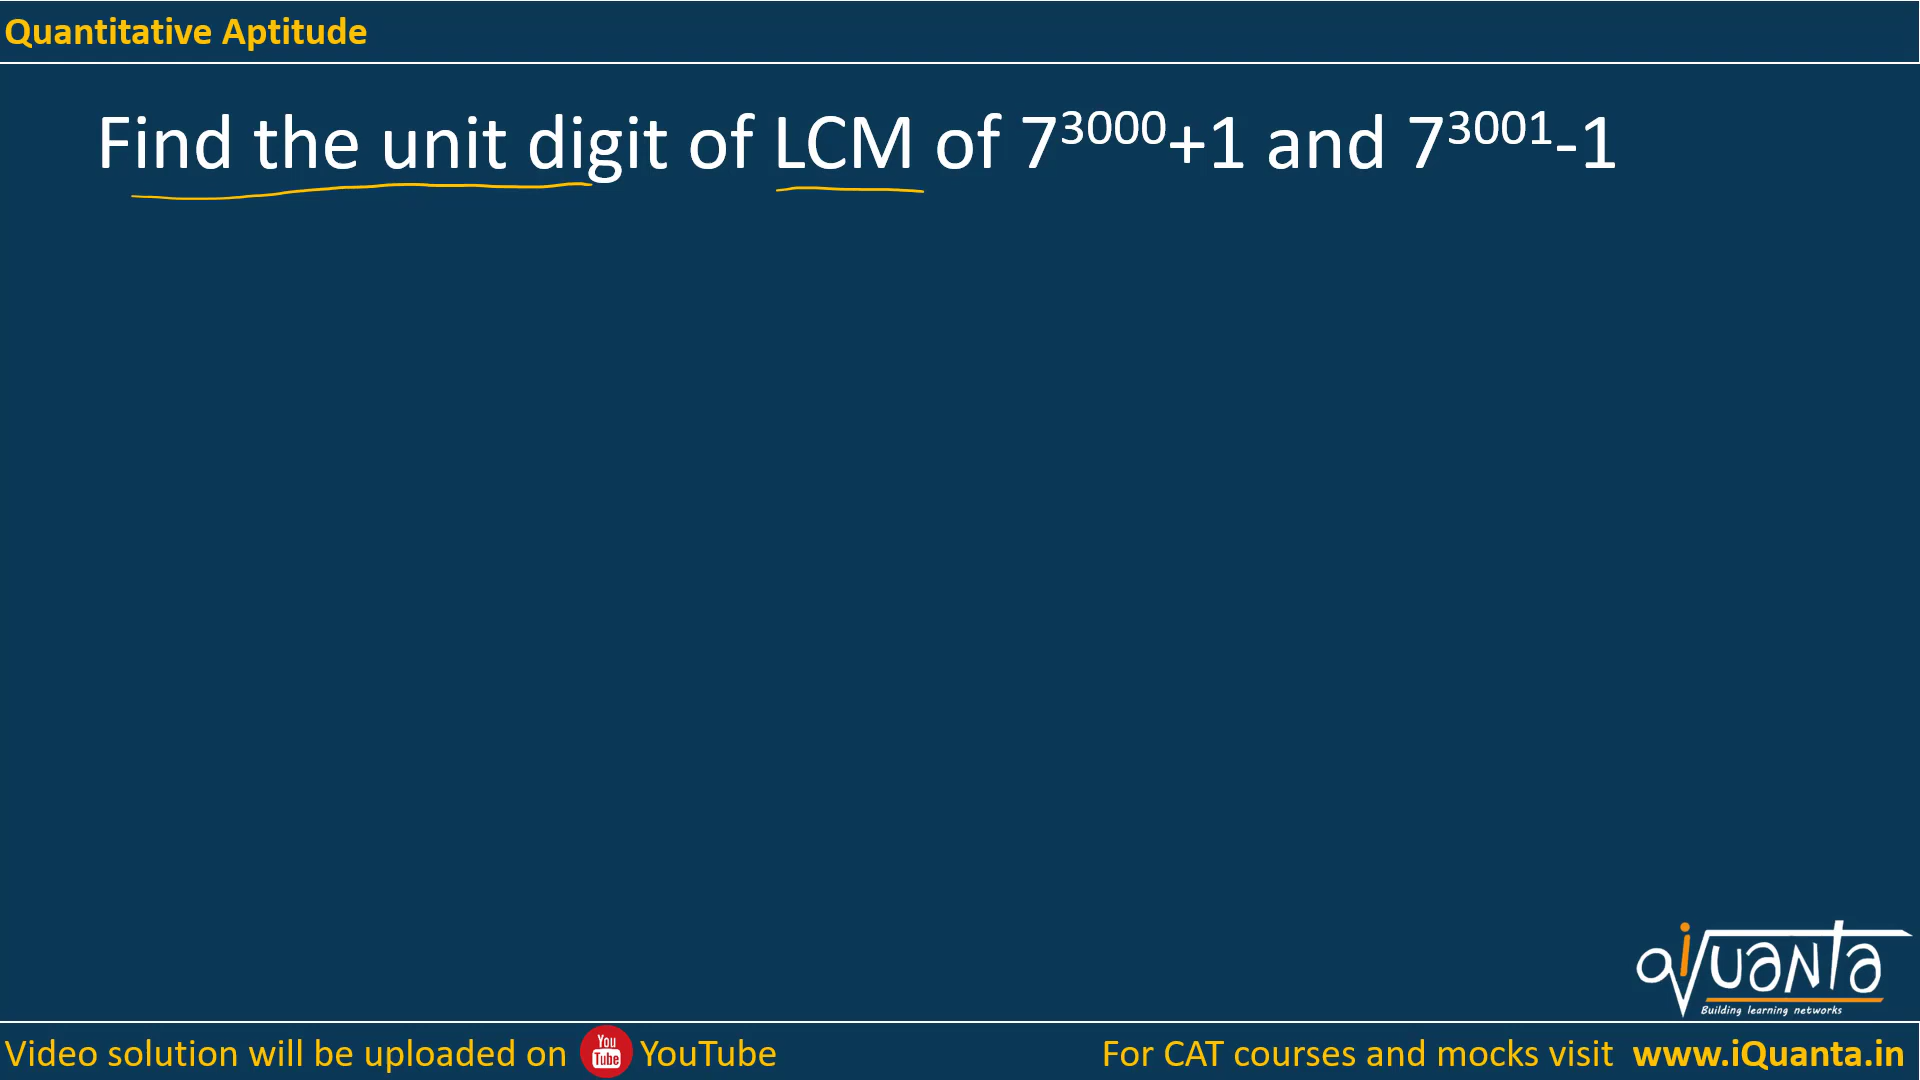 Quantitative Aptitude
Find the unit digit of LCM of 7³⁰⁰⁰+1 and 7³⁰⁰¹-1
iQuanta
Building learning networks
Video solution will be uploaded on You Tube YouTube
For CAT courses and mocks visit www.iQuanta.in